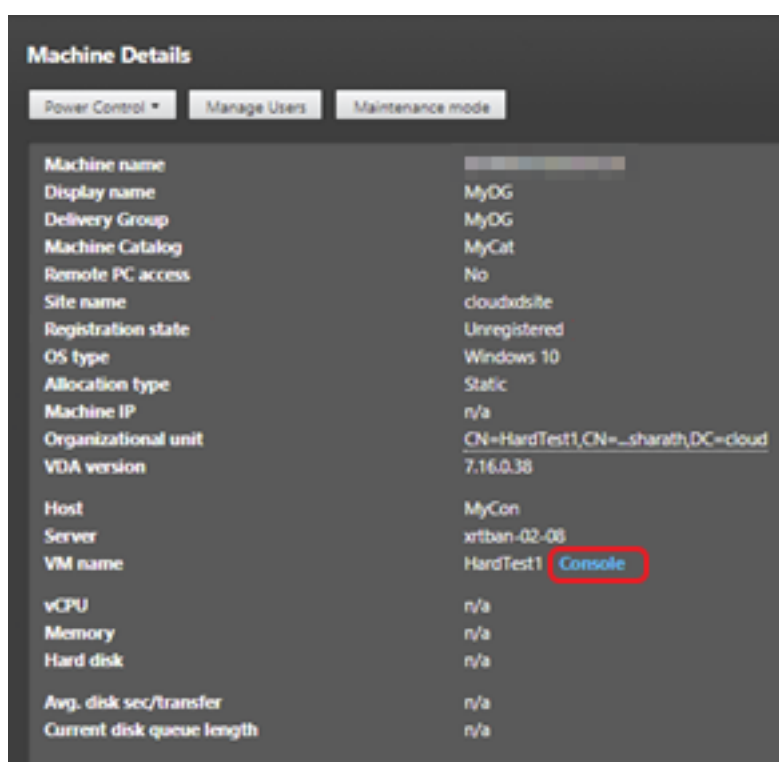 Machine Details
Power Control Manage Users Maintenance mode
Machine name
Display name MyDG
Delivery Group MyDG
Machine Catalog MyCat
Remote PC access No
Site name cloudxdsite
Registration state Unregistered
OS type Windows 10
Allocation type Static
Machine IP n/a
Organizational unit CN=HardTest1,CN=...sharath,DC=cloud
VDA version 7.16.0.38
Host MyCon
Server xrtban-02-08
VM name HardTest1 Console
vCPU n/a
Memory n/a
Hard disk n/a
Avg. disk sec/transfer n/a
Current disk queue length n/a